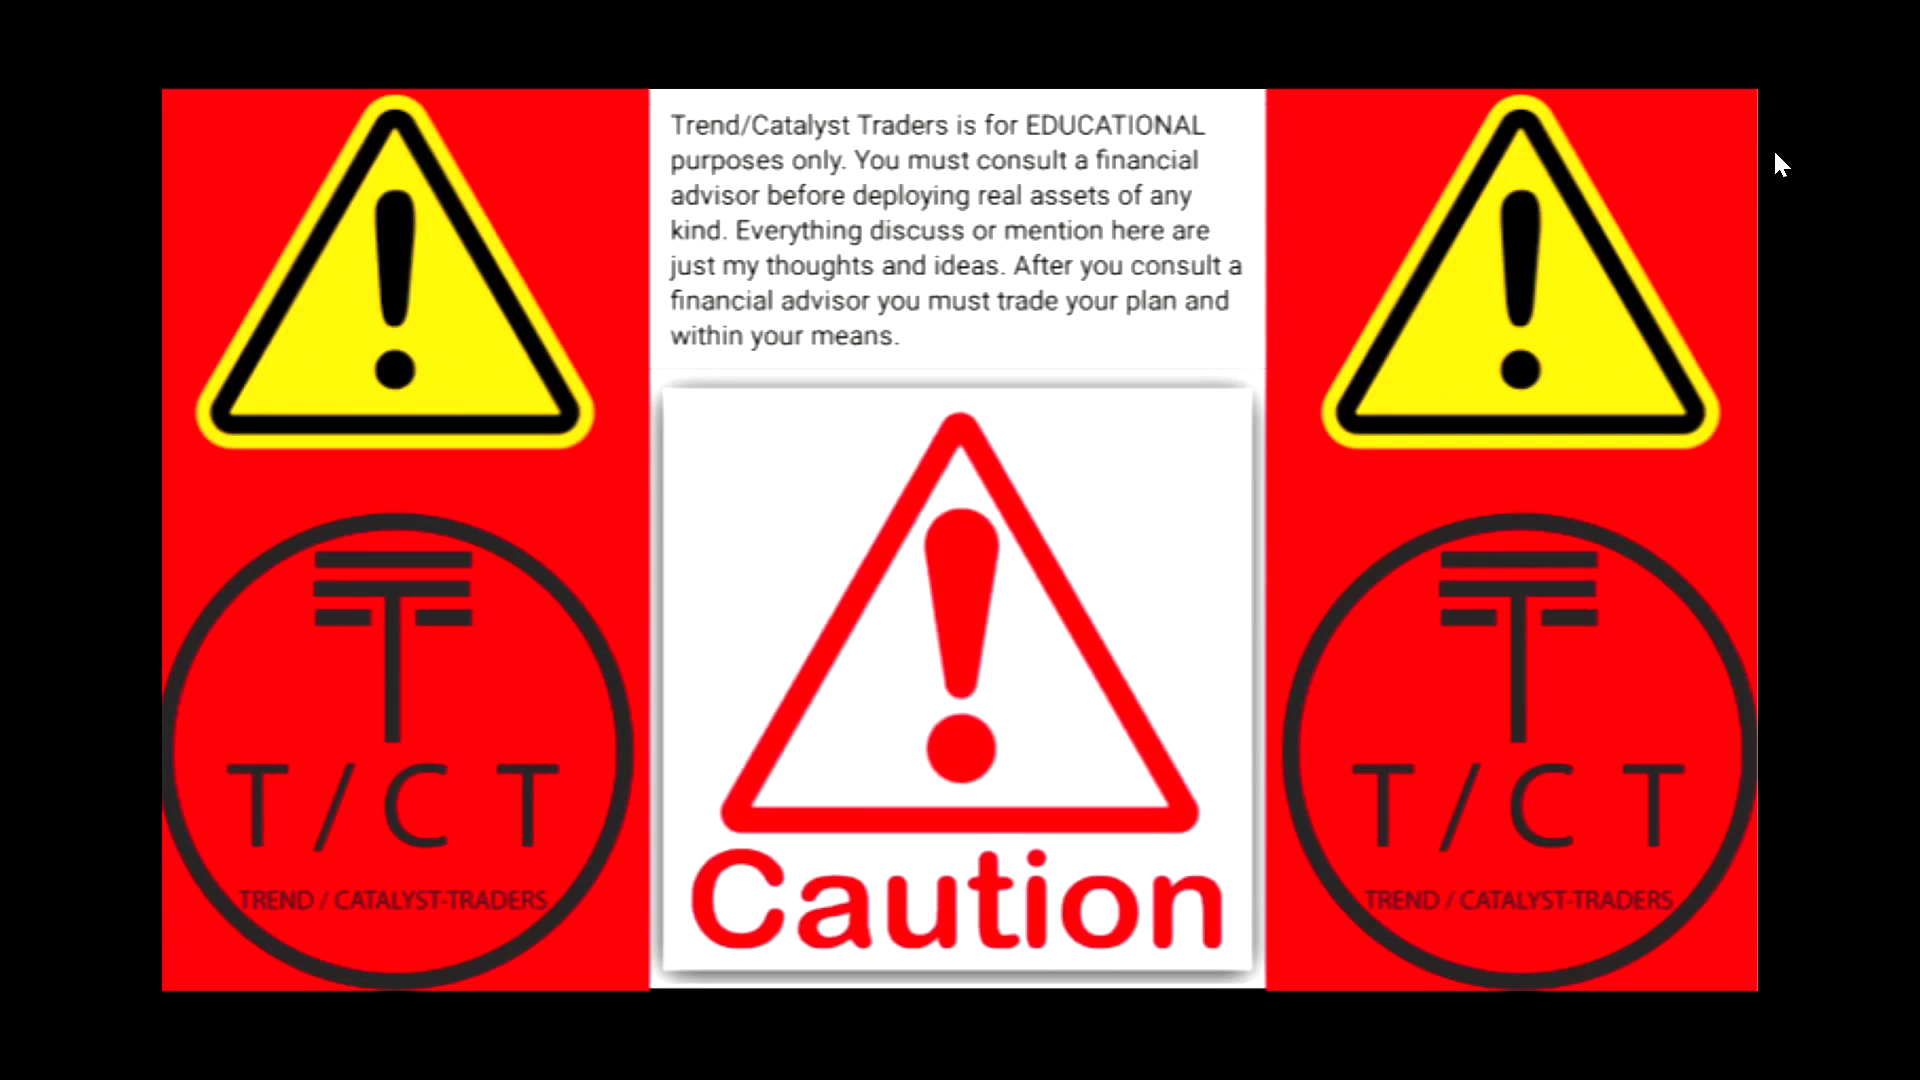 Trend/Catalyst Traders is for EDUCATIONAL
purposes only. You must consult a financial
advisor before deploying real assets of any
kind. Everything discuss or mention here are
just my thoughts and ideas. After you consult a
financial advisor you must trade your plan and
within your means.
T / C T
TREND / CATALYST-TRADERS
Caution
T / C T
TREND / CATALYST-TRADERS